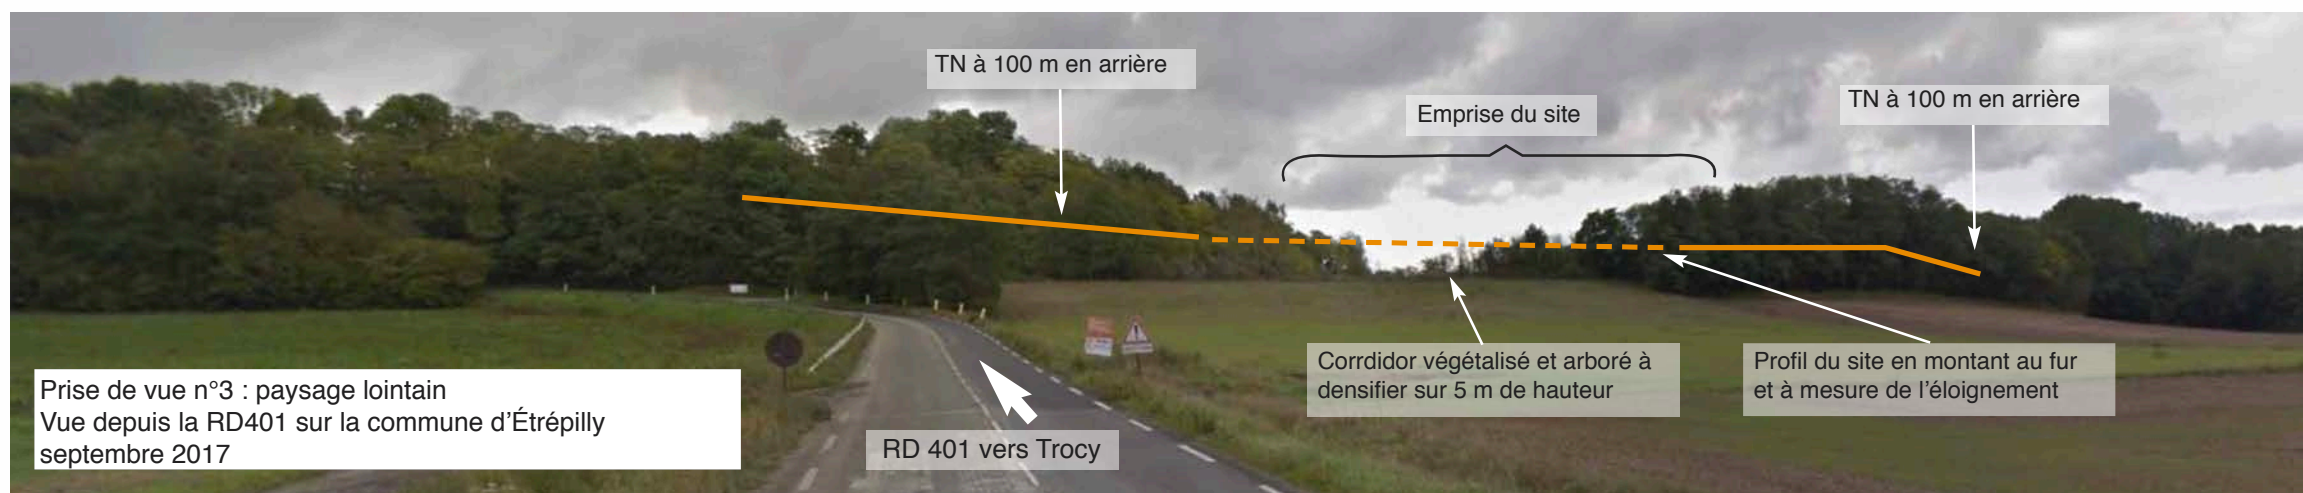 TN à 100 m en arrière
Emprise du site
TN à 100 m en arrière
Corrdidor végétalisé et arboré à
densifier sur 5 m de hauteur
Profil du site en montant au fur
et à mesure de l'éloignement
Prise de vue n°3 : paysage lointain
Vue depuis la RD401 sur la commune d'Étrépilly
septembre 2017
RD 401 vers Trocy